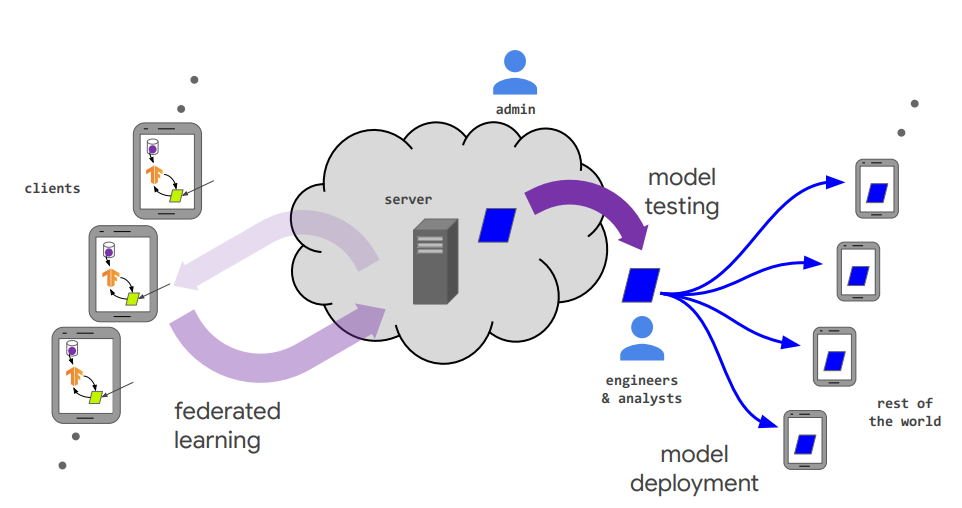 admin
clients
server
model
testing
engineers
& analysts
federated
learning
rest of
the world
model
deployment